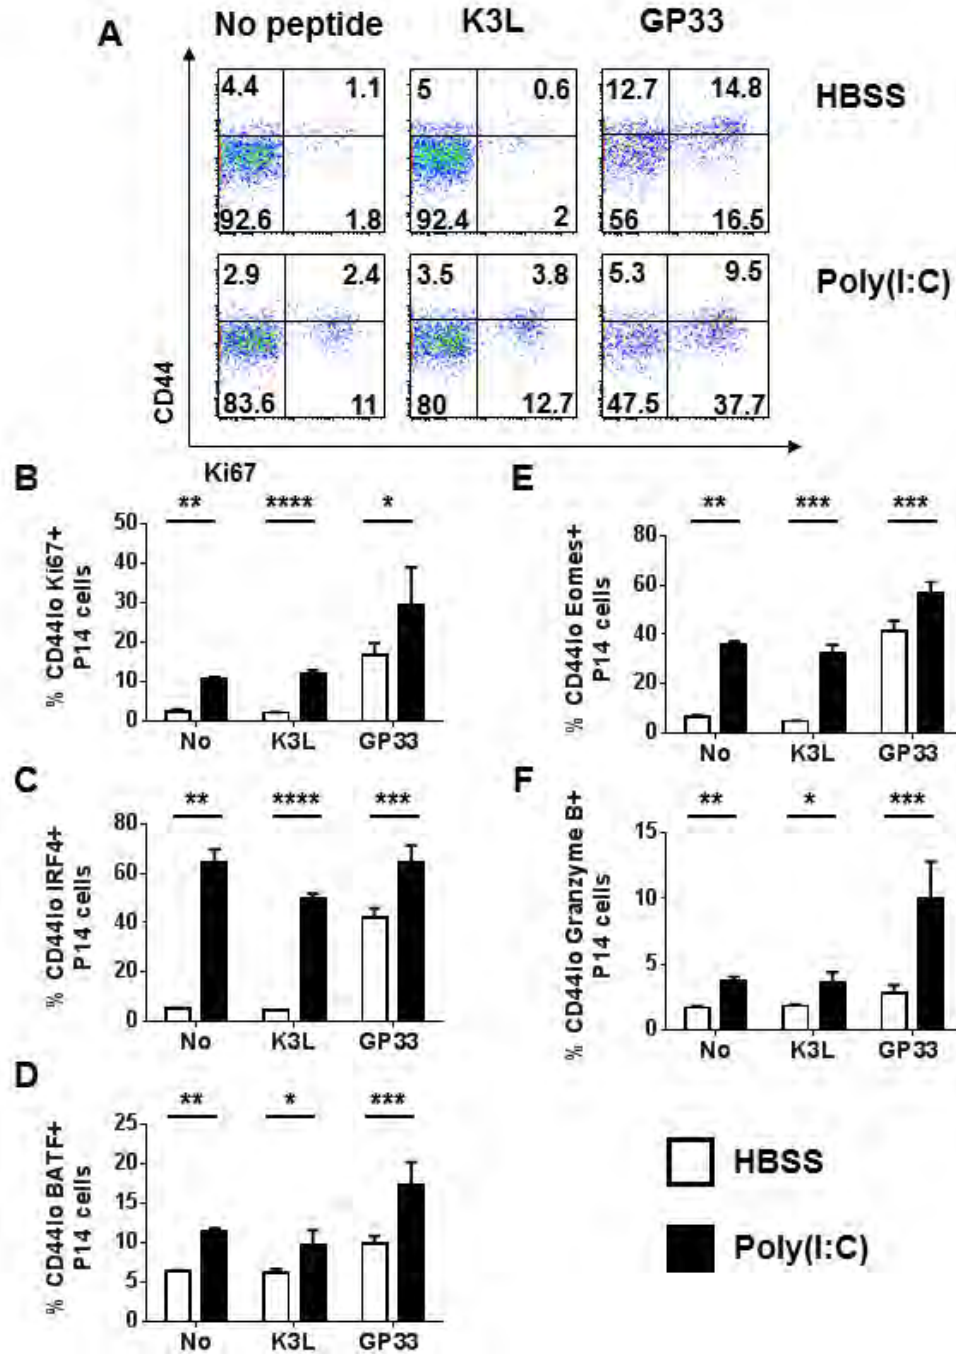 A
No peptide
K3L
GP33
4.4 1.1
5 0.6
12.7 14.8
HBSS
92.6 1.8
92.4 2
56 16.5
2.9 2.4
3.5 3.8
5.3 9.5
Poly(I:C)
83.6 11
80 12.7
47.5 37.7
CD44
Ki67
B
** **** *
% CD44lo Ki67+
P14 cells
50
40
30
20
10
0
No K3L GP33
C
** **** ***
% CD44lo IRF4+
P14 cells
80
60
40
20
0
No K3L GP33
D
** * ***
% CD44lo BATF+
P14 cells
25
20
15
10
5
0
No K3L GP33
E
** *** ***
% CD44lo Eomes+
P14 cells
80
60
40
20
0
No K3L GP33
F
** * ***
% CD44lo Granzyme B+
P14 cells
15
10
5
0
No K3L GP33
HBSS
Poly(I:C)